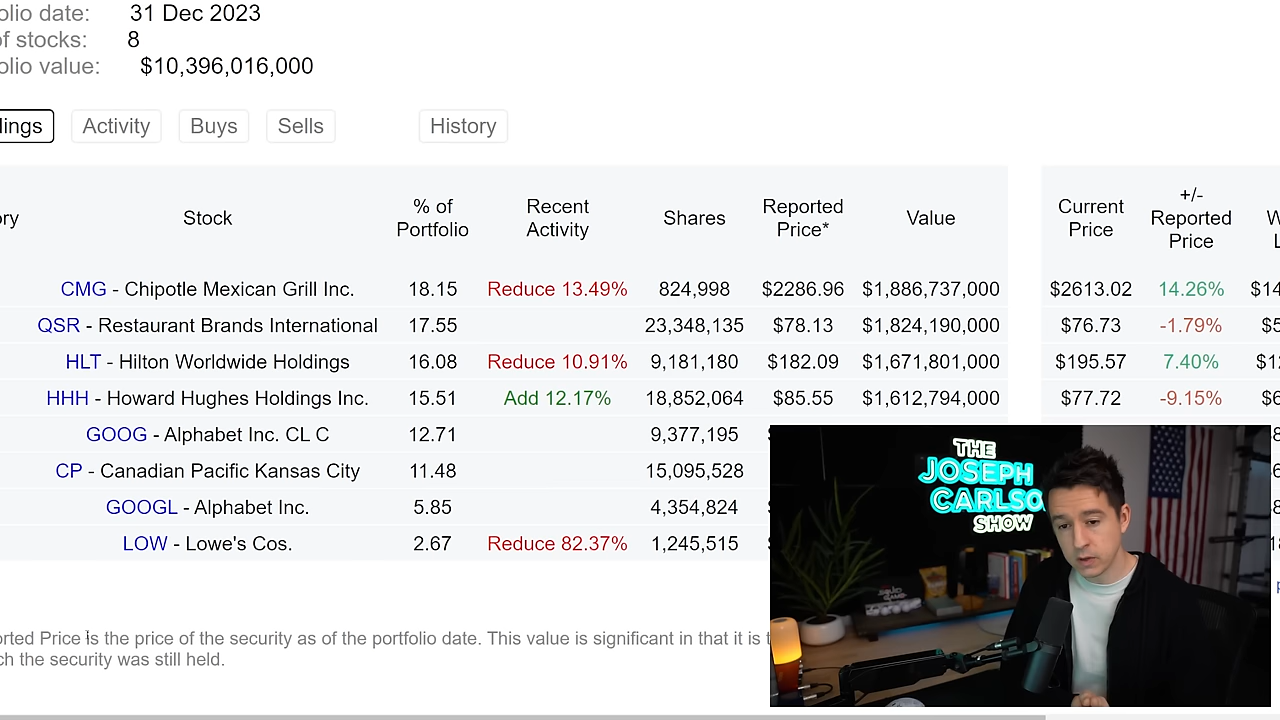 olio date: 31 Dec 2023
of stocks: 8
olio value: $10,396,016,000
lings Activity Buys Sells History
ory Stock % of Portfolio Recent Activity Shares Reported Price* Value Current Price +/- Reported Price W L
CMG - Chipotle Mexican Grill Inc. 18.15 Reduce 13.49% 824,998 $2286.96 $1,886,737,000 $2613.02 14.26% $14
QSR - Restaurant Brands International 17.55 23,348,135 $78.13 $1,824,190,000 $76.73 -1.79% $5
HLT - Hilton Worldwide Holdings 16.08 Reduce 10.91% 9,181,180 $182.09 $1,671,801,000 $195.57 7.40% $12
HHH - Howard Hughes Holdings Inc. 15.51 Add 12.17% 18,852,064 $85.55 $1,612,794,000 $77.72 -9.15% $6
GOOG - Alphabet Inc. CL C 12.71 9,377,195
CP - Canadian Pacific Kansas City 11.48 15,095,528
GOOGL - Alphabet Inc. 5.85 4,354,824
LOW - Lowe's Cos. 2.67 Reduce 82.37% 1,245,515
THE
JOSEPH
CARLSO
SHOW
orted Price is the price of the security as of the portfolio date. This value is significant in that it is t
ch the security was still held.